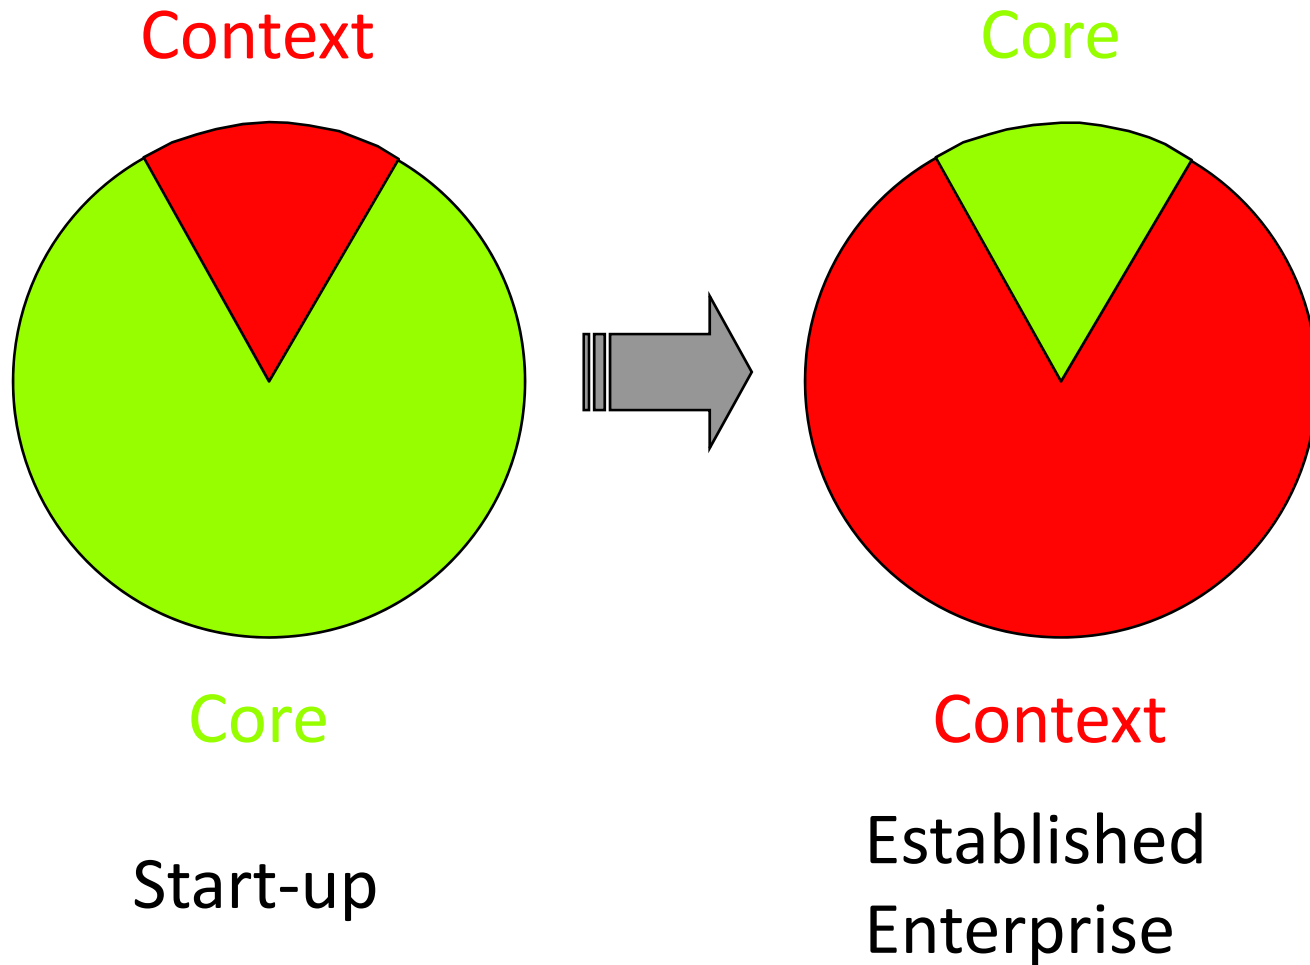 Context
Core
Core
Context
Start-up
Established
Enterprise